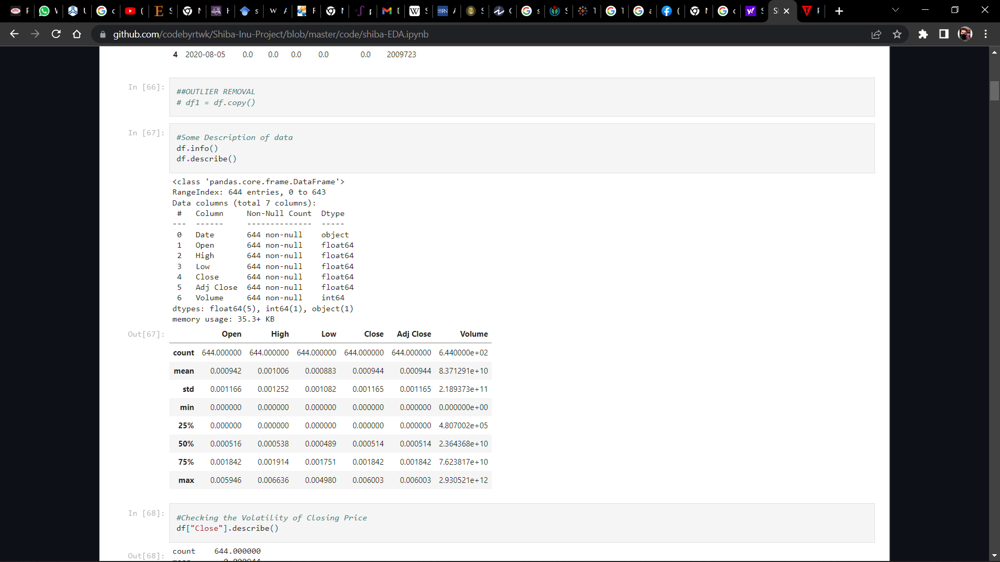 github.com/codebyrtwk/Shiba-Inu-Project/blob/master/code/shiba-EDA.ipynb
4 2020-08-05 0.0 0.0 0.0 0.0 0.0 2009723
In [66]:
##OUTLIER REMOVAL
# df1 = df.copy()
In [67]:
#Some Description of data
df.info()
df.describe()
<class 'pandas.core.frame.DataFrame'>
RangeIndex: 644 entries, 0 to 643
Data columns (total 7 columns):
# Column Non-Null Count Dtype
--- ------ -------------- -----
0 Date 644 non-null object
1 Open 644 non-null float64
2 High 644 non-null float64
3 Low 644 non-null float64
4 Close 644 non-null float64
5 Adj Close 644 non-null float64
6 Volume 644 non-null int64
dtypes: float64(5), int64(1), object(1)
memory usage: 35.3+ KB
Out[67]: Open High Low Close Adj Close Volume
count 644.000000 644.000000 644.000000 644.000000 644.000000 6.440000e+02
mean 0.000942 0.001006 0.000883 0.000944 0.000944 8.371291e+10
std 0.001166 0.001252 0.001082 0.001165 0.001165 2.189373e+11
min 0.000000 0.000000 0.000000 0.000000 0.000000 0.000000e+00
25% 0.000000 0.000000 0.000000 0.000000 0.000000 4.807002e+05
50% 0.000516 0.000538 0.000489 0.000514 0.000514 2.364368e+10
75% 0.001842 0.001914 0.001751 0.001842 0.001842 7.623817e+10
max 0.005946 0.006636 0.004980 0.006003 0.006003 2.930521e+12
In [68]:
#Checking the Volatility of Closing Price
df["Close"].describe()
Out[68]:
count 644.000000